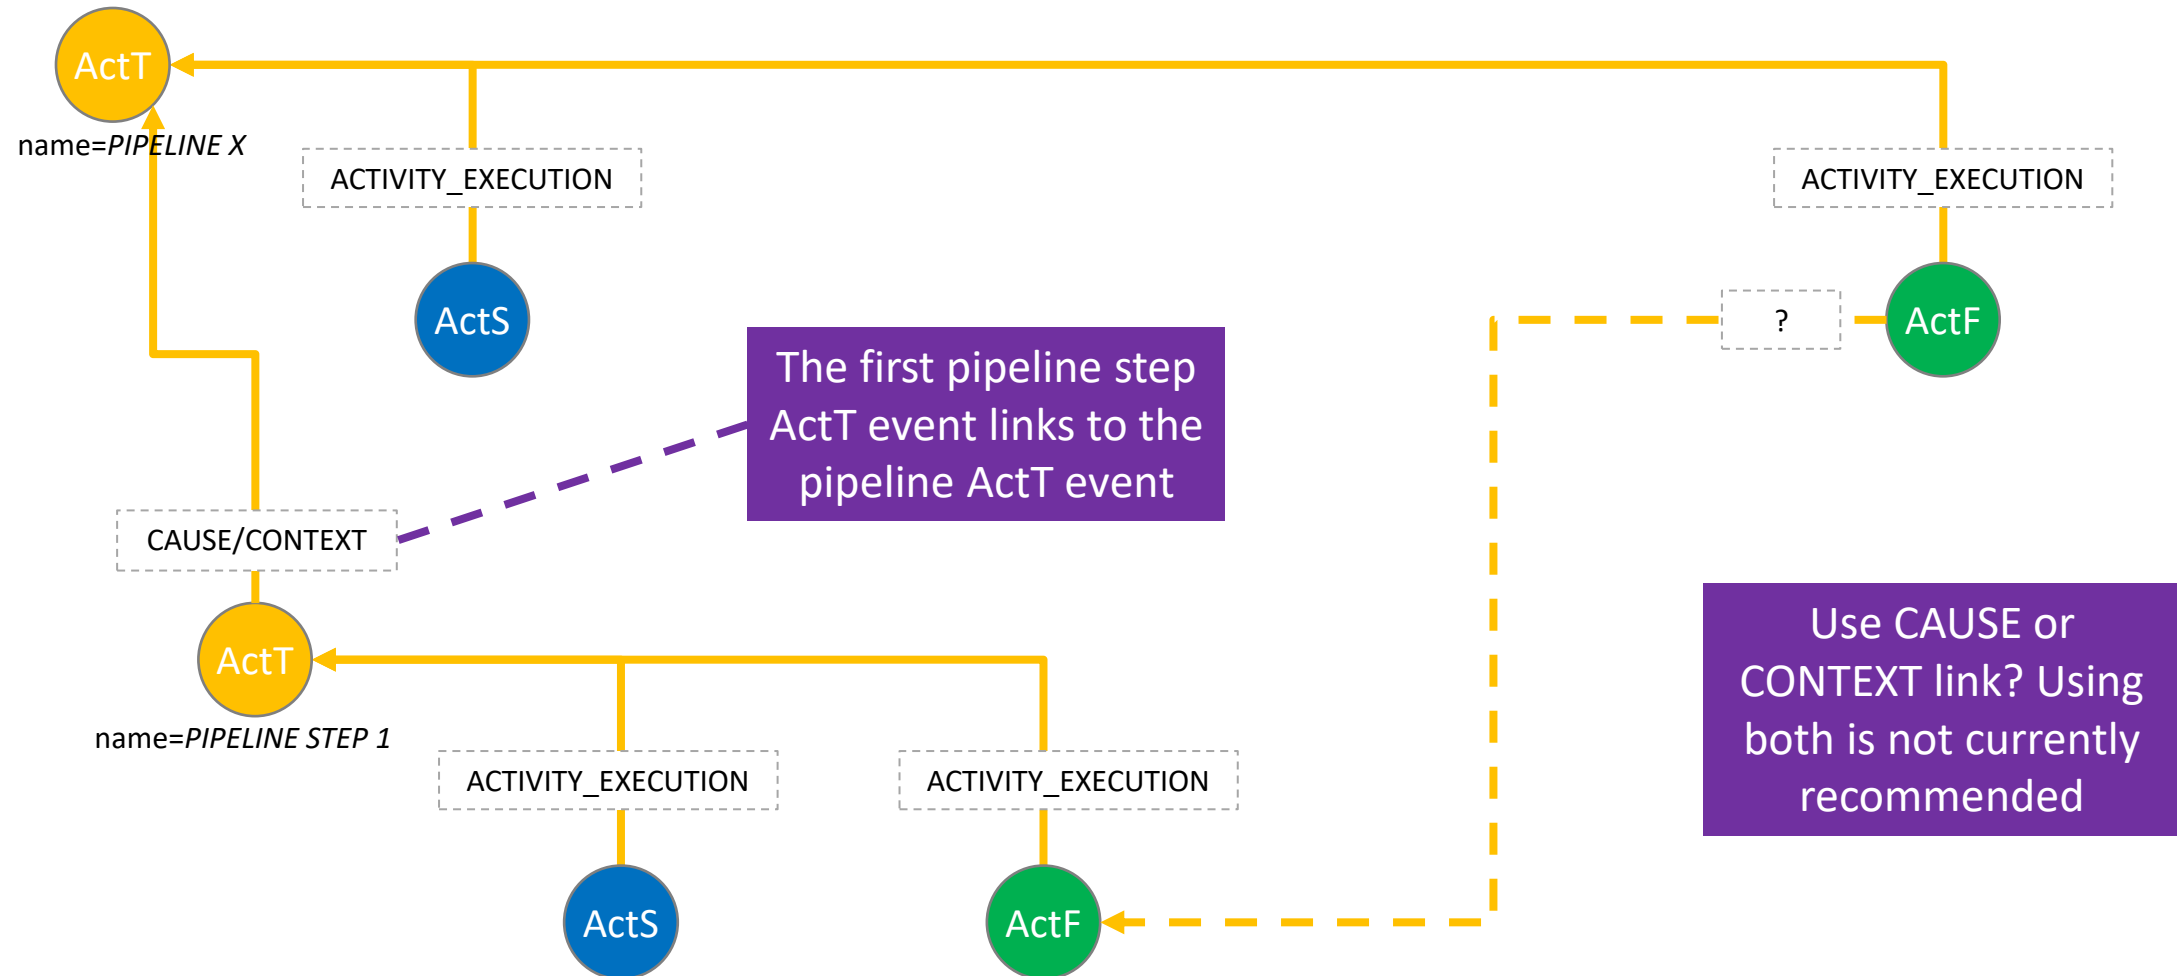 ActT
name=PIPELINE X
ACTIVITY_EXECUTION
ACTIVITY_EXECUTION
ActS
?
ActF
The first pipeline step
ActT event links to the
pipeline ActT event
CAUSE/CONTEXT
ActT
name=PIPELINE STEP 1
Use CAUSE or
CONTEXT link? Using
both is not currently
recommended
ACTIVITY_EXECUTION
ACTIVITY_EXECUTION
ActS
ActF